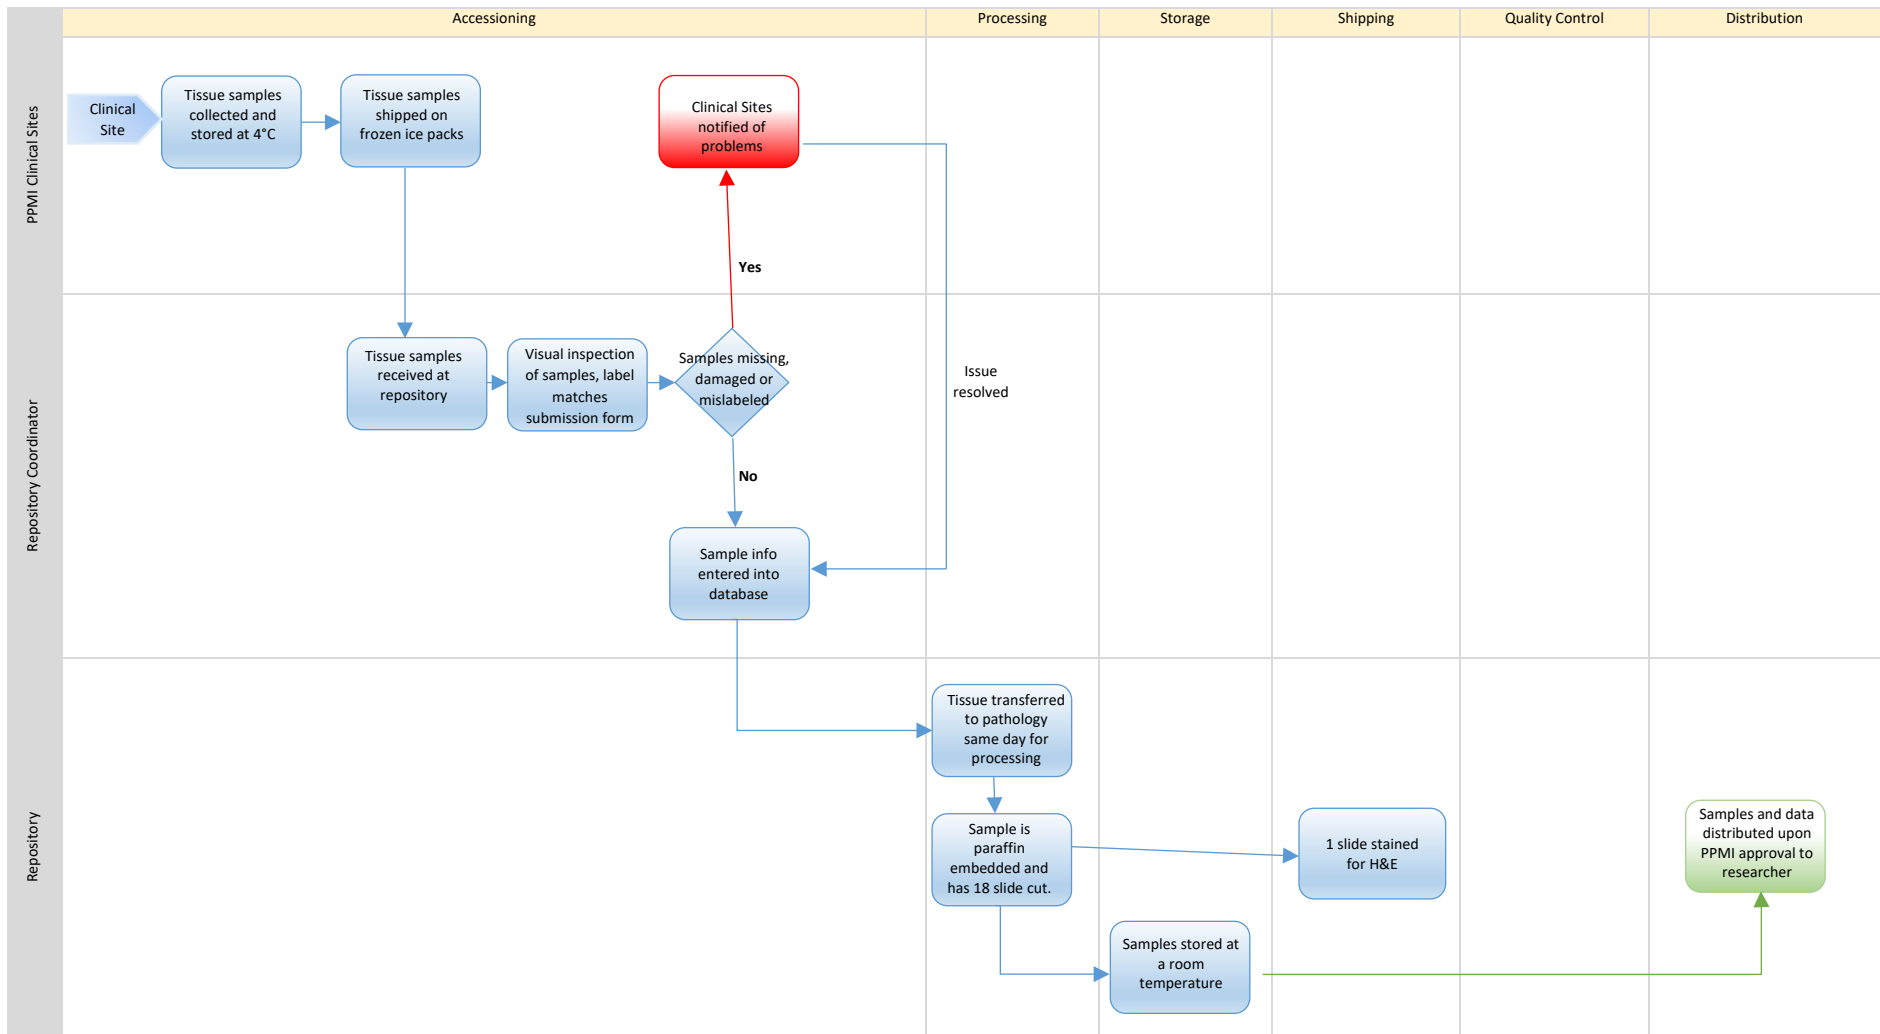 Accessioning
Processing
Storage
Shipping
Quality Control
Distribution
PPMI Clinical Sites
Clinical
Site
Tissue samples
collected and
stored at 4°C
Tissue samples
shipped on
frozen ice packs
Clinical Sites
notified of
problems
Yes
Repository Coordinator
Tissue samples
received at
repository
Visual inspection
of samples, label
matches
submission form
Samples missing,
damaged or
mislabeled
Issue
resolved
No
Sample info
entered into
database
Repository
Tissue transferred
to pathology
same day for
processing
Sample is
paraffin
embedded and
has 18 slide cut.
1 slide stained
for H&E
Samples and data
distributed upon
PPMI approval to
researcher
Samples stored at
a room
temperature